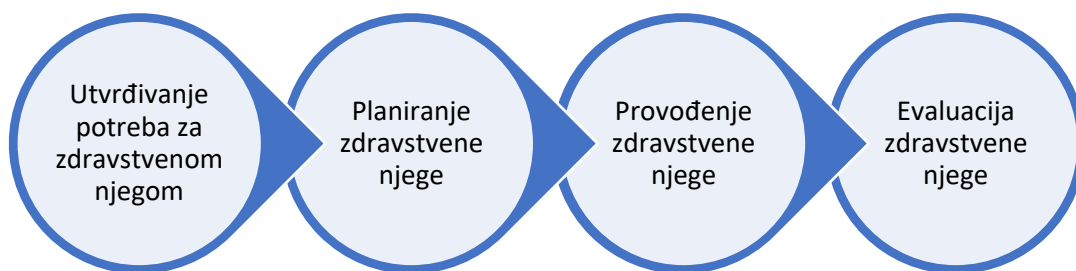 Utvrđivanje
potreba za
zdravstvenom
njegom
Planiranje
zdravstvene
njege
Provođenje
zdravstvene
njege
Evaluacija
zdravstvene
njege